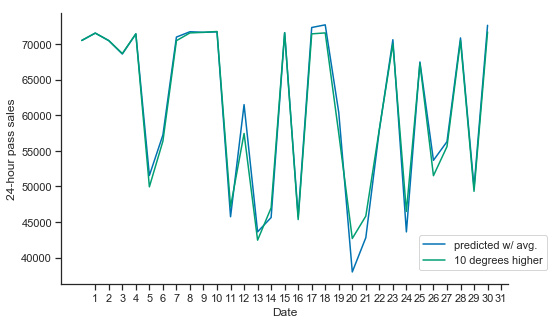 24-hour pass sales
70000
65000
60000
55000
50000
45000
40000
predicted w/ avg.
10 degrees higher
1 2 3 4 5 6 7 8 9 10 11 12 13 14 15 16 17 18 19 20 21 22 23 24 25 26 27 28 29 30 31
Date